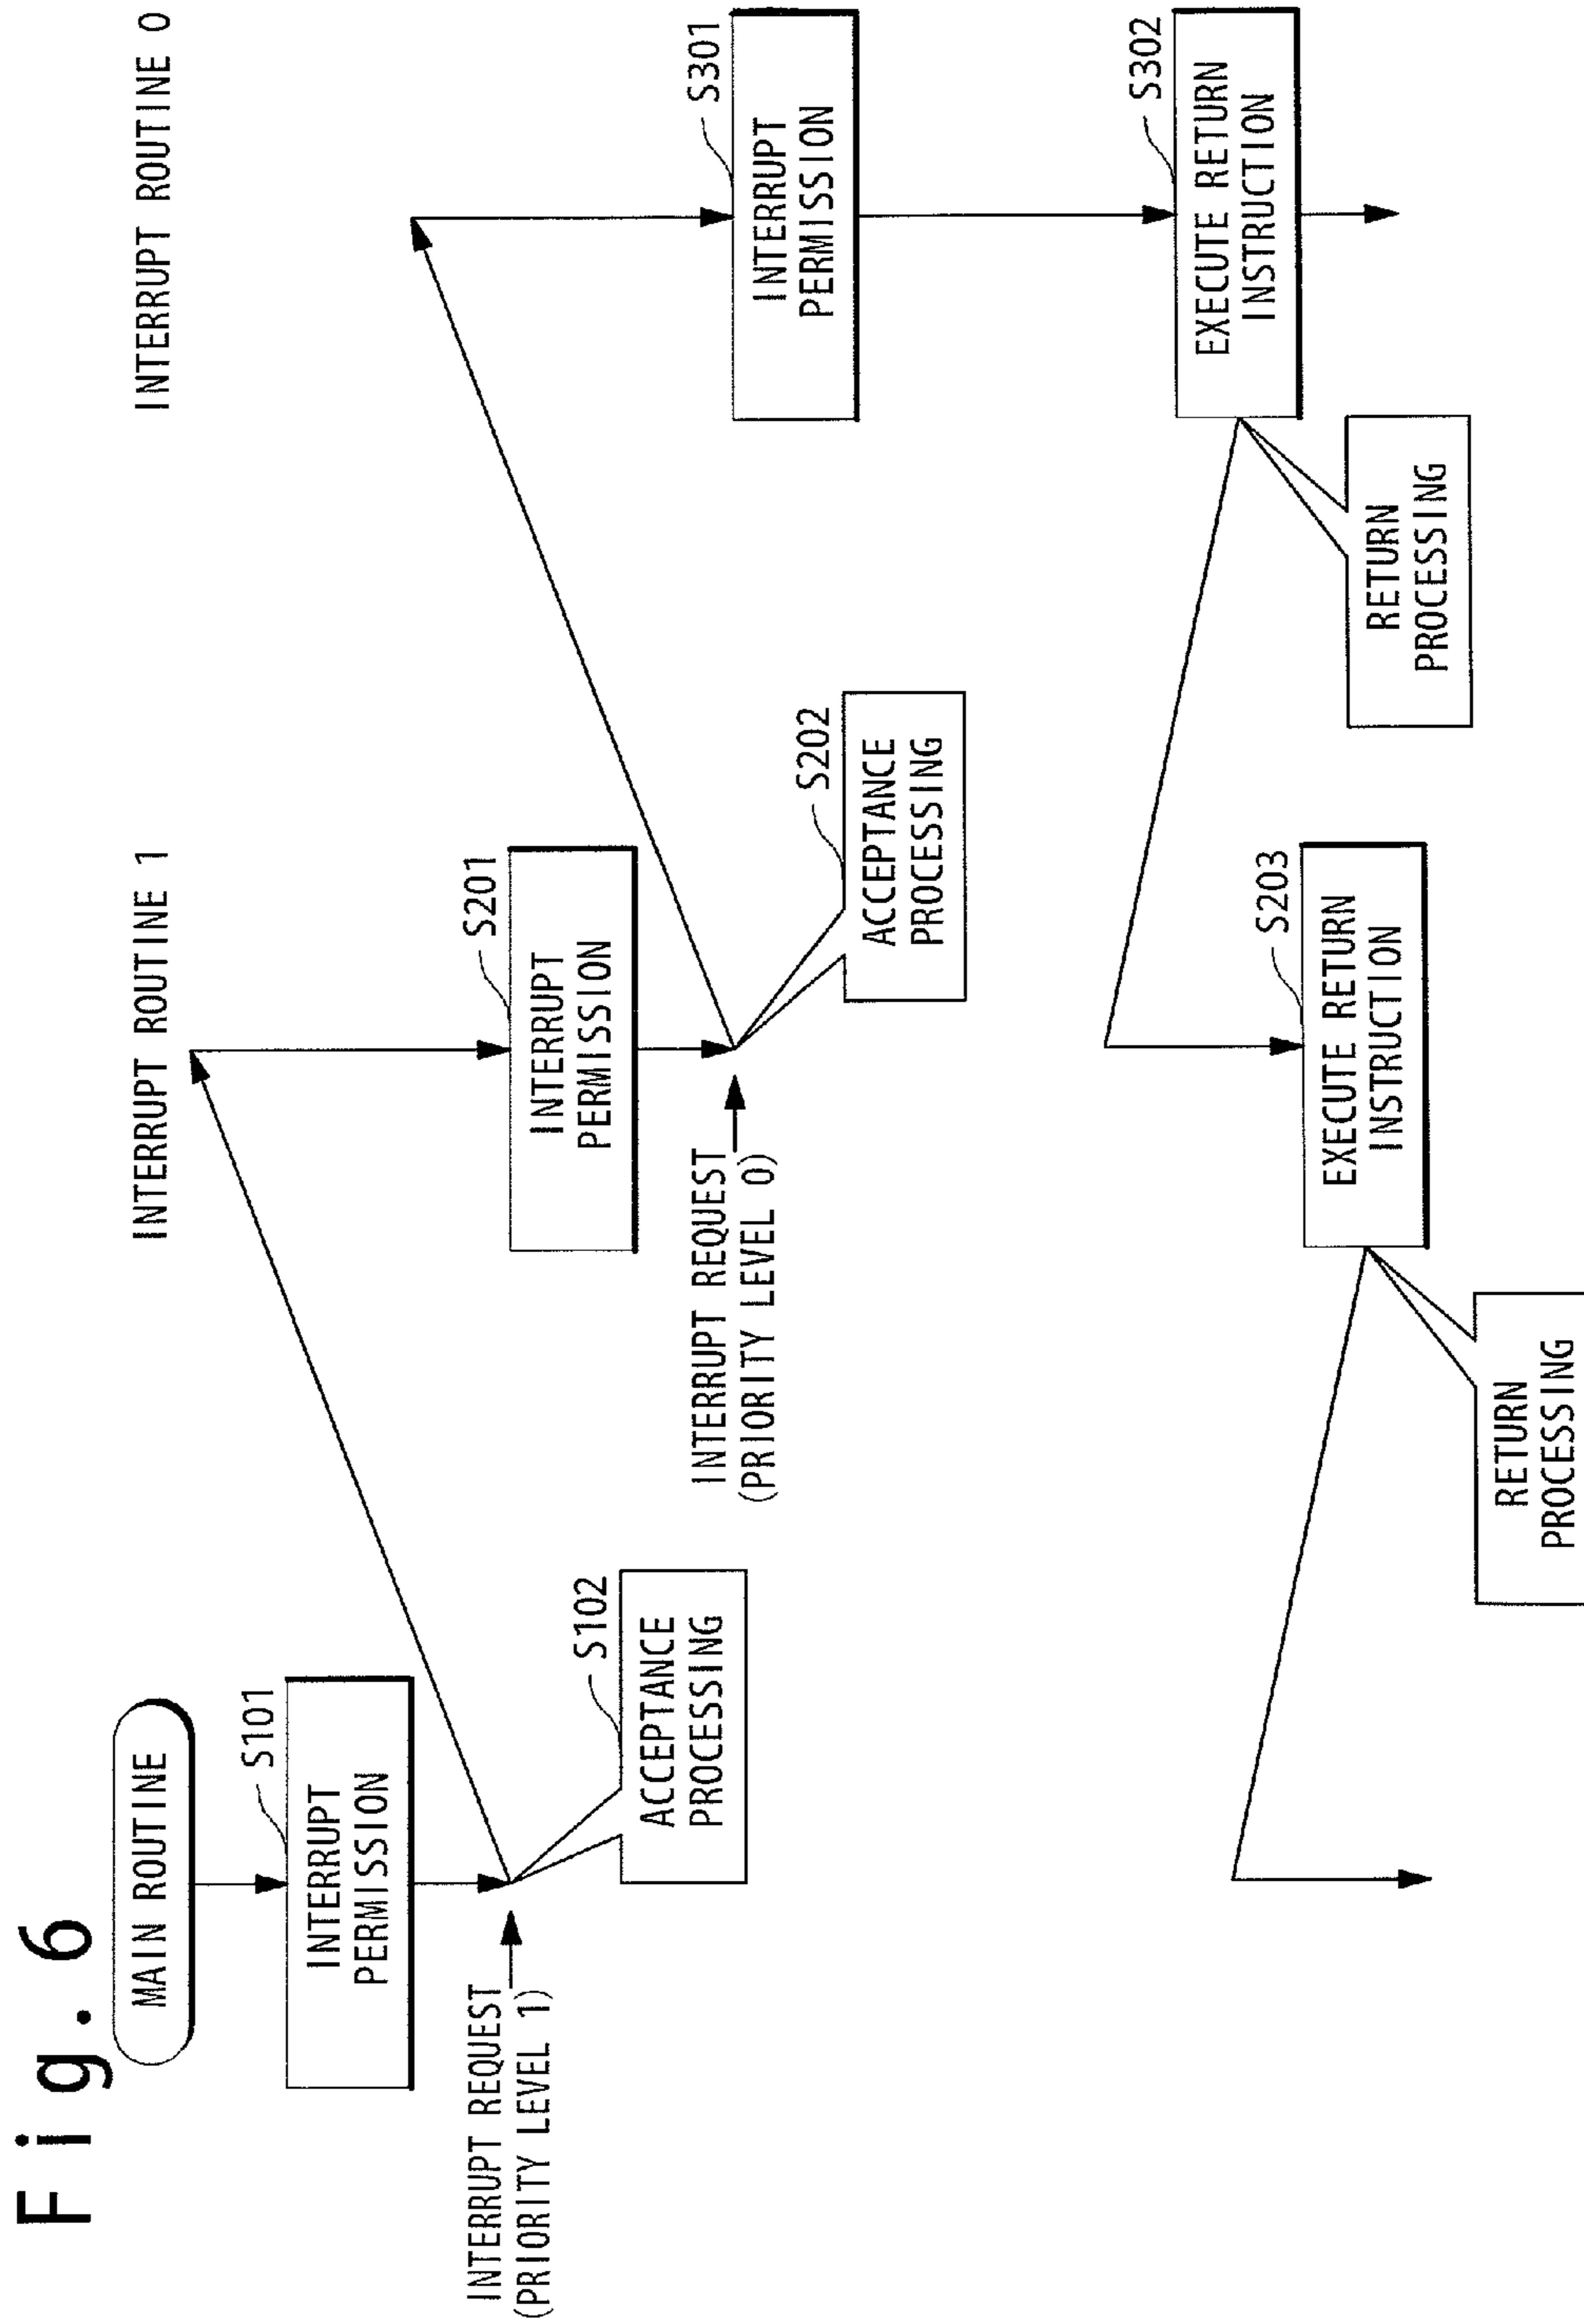 Fig. 6
MAIN ROUTINE
INTERRUPT ROUTINE 1
INTERRUPT ROUTINE 0
S101
INTERRUPT
PERMISSION
INTERRUPT REQUEST
(PRIORITY LEVEL 1)
S102
ACCEPTANCE
PROCESSING
S201
INTERRUPT
PERMISSION
INTERRUPT REQUEST
(PRIORITY LEVEL 0)
S202
ACCEPTANCE
PROCESSING
S301
INTERRUPT
PERMISSION
S302
EXECUTE RETURN
INSTRUCTION
RETURN
PROCESSING
S203
EXECUTE RETURN
INSTRUCTION
RETURN
PROCESSING